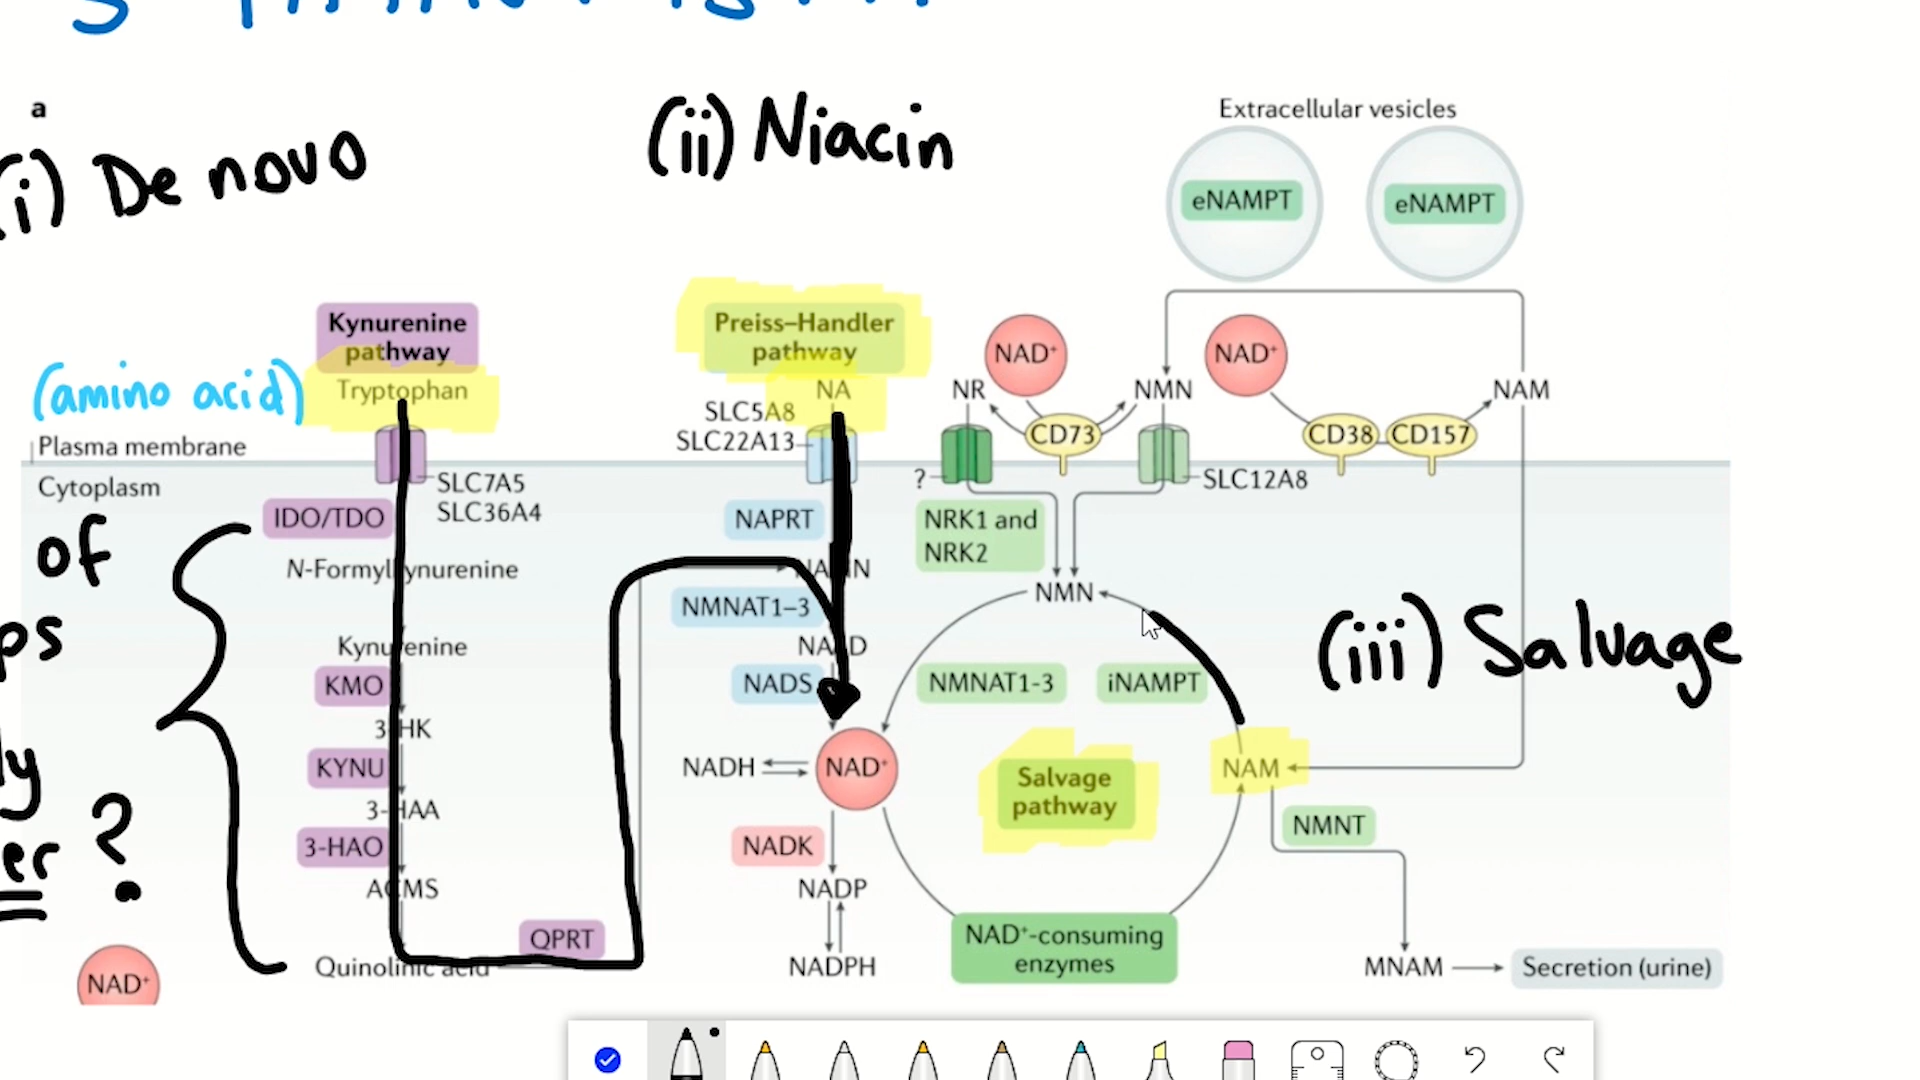 a
(i) De novo
(ii) Niacin
Extracellular vesicles
eNAMPT
eNAMPT
Kynurenine
pathway
Tryptophan
(amino acid)
Preiss–Handler
pathway
NA
SLC5A8
SLC22A13
NAD⁺
NR
CD73
NMN
NAD⁺
CD38
CD157
NAM
Plasma membrane
Cytoplasm
SLC7A5
SLC36A4
?
SLC12A8
of
IDO/TDO
NAPRT
NRK1 and
NRK2
N-Formylkynurenine
NMN
NMNAT1–3
(iii) Salvage
Kynurenine
KMO
NADS
NMNAT1-3
iNAMPT
3-HK
KYNU
NADH
NAD⁺
Salvage
pathway
NAM
3-HAA
?
3-HAO
NADK
NMNT
ACMS
NADP
QPRT
NAD⁺-consuming
enzymes
Quinolinic acid
NADPH
MNAM
Secretion (urine)
NAD⁺